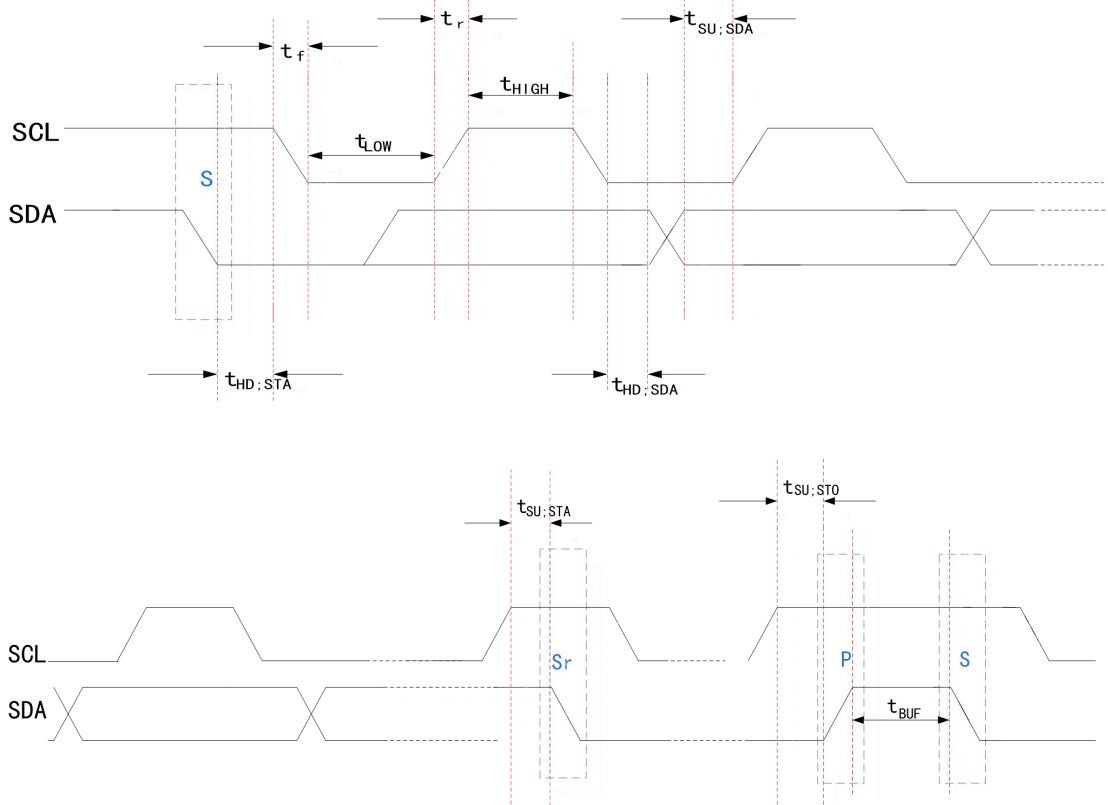 tr
tSU;SDA
tf
tHIGH
SCL
tLOW
S
SDA
tHD;STA
tHD;SDA
tSU;STO
tSU;STA
SCL
Sr
P
S
SDA
tBUF